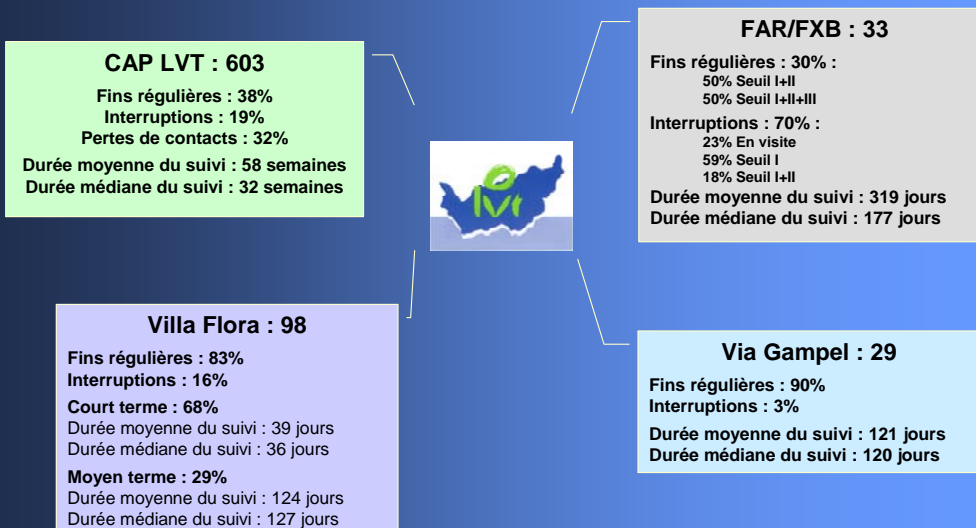 CAP LVT : 603
Fins régulières : 38%
Interruptions : 19%
Pertes de contacts : 32%
Durée moyenne du suivi : 58 semaines
Durée médiane du suivi : 32 semaines
FAR/FXB : 33
Fins régulières : 30% :
50% Seuil I+II
50% Seuil I+II+III
Interruptions : 70% :
23% En visite
59% Seuil I
18% Seuil I+II
Durée moyenne du suivi : 319 jours
Durée médiane du suivi : 177 jours
lvt
Villa Flora : 98
Fins régulières : 83%
Interruptions : 16%
Court terme : 68%
Durée moyenne du suivi : 39 jours
Durée médiane du suivi : 36 jours
Moyen terme : 29%
Durée moyenne du suivi : 124 jours
Durée médiane du suivi : 127 jours
Via Gampel : 29
Fins régulières : 90%
Interruptions : 3%
Durée moyenne du suivi : 121 jours
Durée médiane du suivi : 120 jours